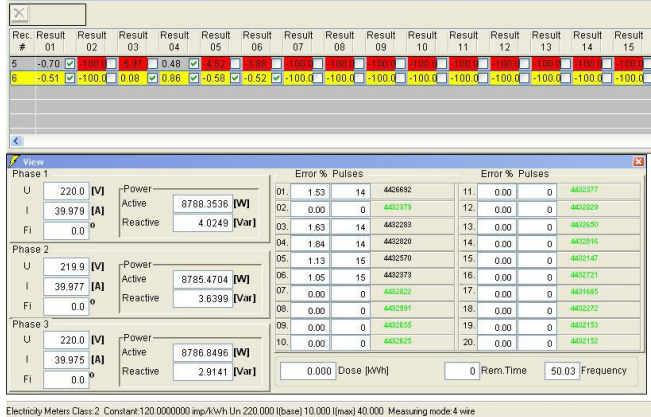 Rec. Result Result Result Result Result Result Result Result Result Result Result Result Result Result Result
# 01 02 03 04 05 06 07 08 09 10 11 12 13 14 15
5 -0.70 -100.0 -5.97 0.48 -4.82 -3.88 -100.0 -100.0 -100.0 -100.0 -100.0 -100.0 -100.0 -100.0 -100.0
6 -0.51 -100.0 0.08 0.86 -0.58 -0.52 -100.0 -100.0 -100.0 -100.0 -100.0 -100.0 -100.0 -100.0 -100.0
View
Phase 1
U 220.0 [V]
I 39.979 [A]
Fi 0.0 °
Power
Active 8788.3536 [W]
Reactive 4.0249 [Var]
Phase 2
U 219.9 [V]
I 39.977 [A]
Fi 0.0 °
Power
Active 8785.4704 [W]
Reactive 3.6399 [Var]
Phase 3
U 220.0 [V]
I 39.975 [A]
Fi 0.0 °
Power
Active 8786.8496 [W]
Reactive 2.9141 [Var]
Error % Pulses
01. 1.53 14 4426692
02. 0.00 0 4432379
03. 1.63 14 4432283
04. 1.84 14 4432820
05. 1.13 15 4432570
06. 1.05 15 4432373
07. 0.00 0 4432822
08. 0.00 0 4432591
09. 0.00 0 4432655
10. 0.00 0 4432625
Error % Pulses
11. 0.00 0 4432377
12. 0.00 0 4432829
13. 0.00 0 4432650
14. 0.00 0 4432816
15. 0.00 0 4432147
16. 0.00 0 4432721
17. 0.00 0 4431685
18. 0.00 0 4432272
19. 0.00 0 4432153
20. 0.00 0 4432152
0.000 Dose [kWh] 0 Rem.Time 50.03 Frequency
Electricity Meters Class:2 Constant:120.0000000 imp/kWh Un 220.000 I(base) 10.000 I(max) 40.000 Measuring mode:4 wire